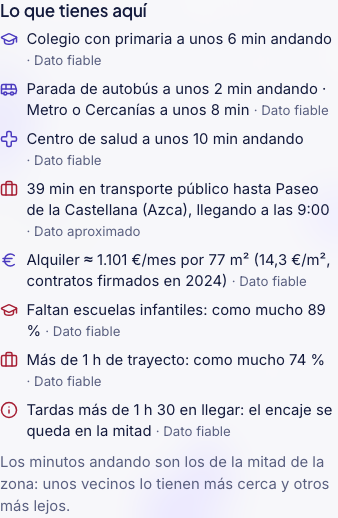 Lo que tienes aquí
Colegio con primaria a unos 6 min andando
· Dato fiable
Parada de autobús a unos 2 min andando ·
Metro o Cercanías a unos 8 min · Dato fiable
Centro de salud a unos 10 min andando
· Dato fiable
39 min en transporte público hasta Paseo
de la Castellana (Azca), llegando a las 9:00
· Dato aproximado
Alquiler ≈ 1.101 €/mes por 77 m² (14,3 €/m²,
contratos firmados en 2024) · Dato fiable
Faltan escuelas infantiles: como mucho 89
% · Dato fiable
Más de 1 h de trayecto: como mucho 74 %
· Dato fiable
Tardas más de 1 h 30 en llegar: el encaje se
queda en la mitad · Dato fiable
Los minutos andando son los de la mitad de la
zona: unos vecinos lo tienen más cerca y otros
más lejos.